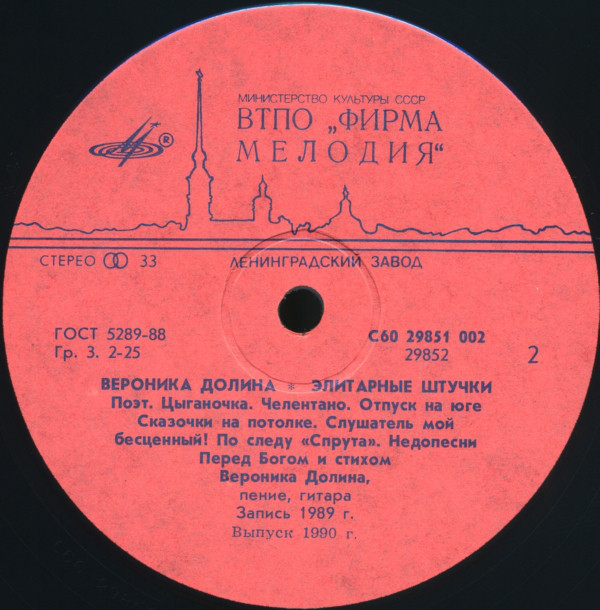 МИНИСТЕРСТВО КУЛЬТУРЫ СССР
ВТПО „ФИРМА
МЕЛОДИЯ“
®
СТЕРЕО 33
ЛЕНИНГРАДСКИЙ ЗАВОД
ГОСТ 5289-88
Гр. 3. 2-25
С60 29851 002
29852
2
ВЕРОНИКА ДОЛИНА * ЭЛИТАРНЫЕ ШТУЧКИ
Поэт. Цыганочка. Челентано. Отпуск на юге
Сказочки на потолке. Слушатель мой
бесценный! По следу «Спрута». Недопесни
Перед Богом и стихом
Вероника Долина,
пение, гитара
Запись 1989 г.
Выпуск 1990 г.